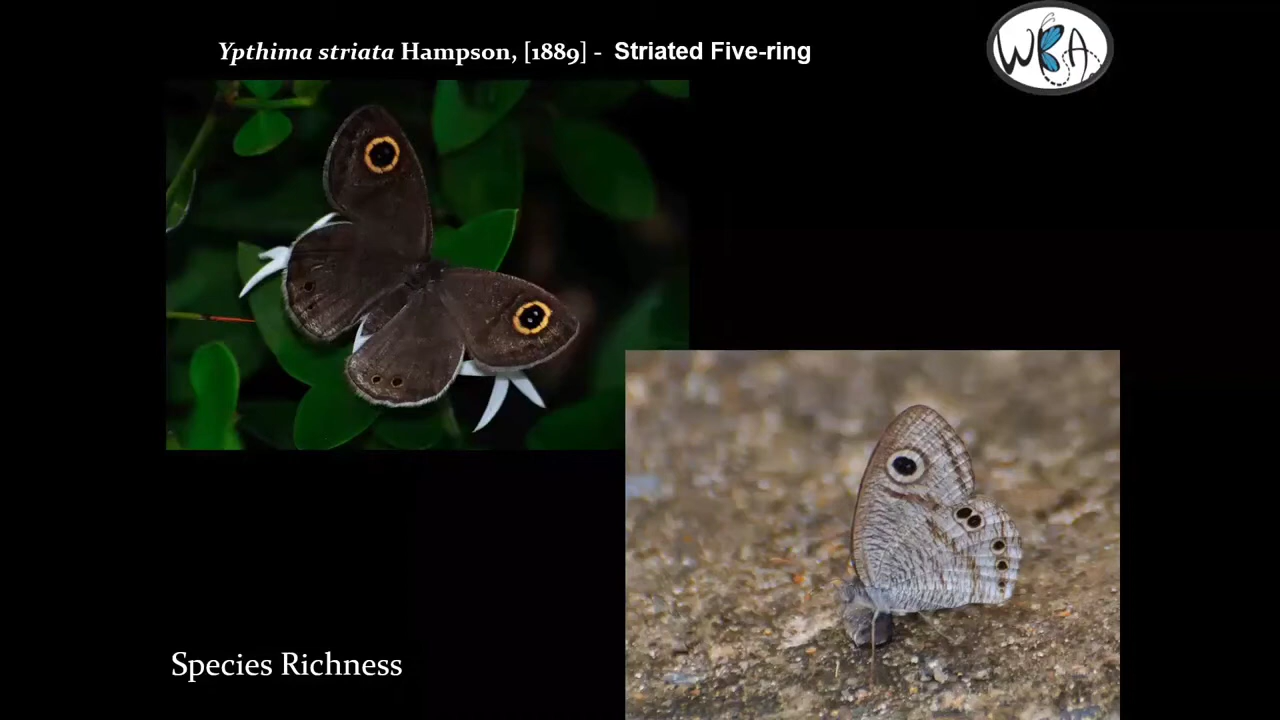 Ypthima striata Hampson, [1889] - Striated Five-ring
WBA
Species Richness